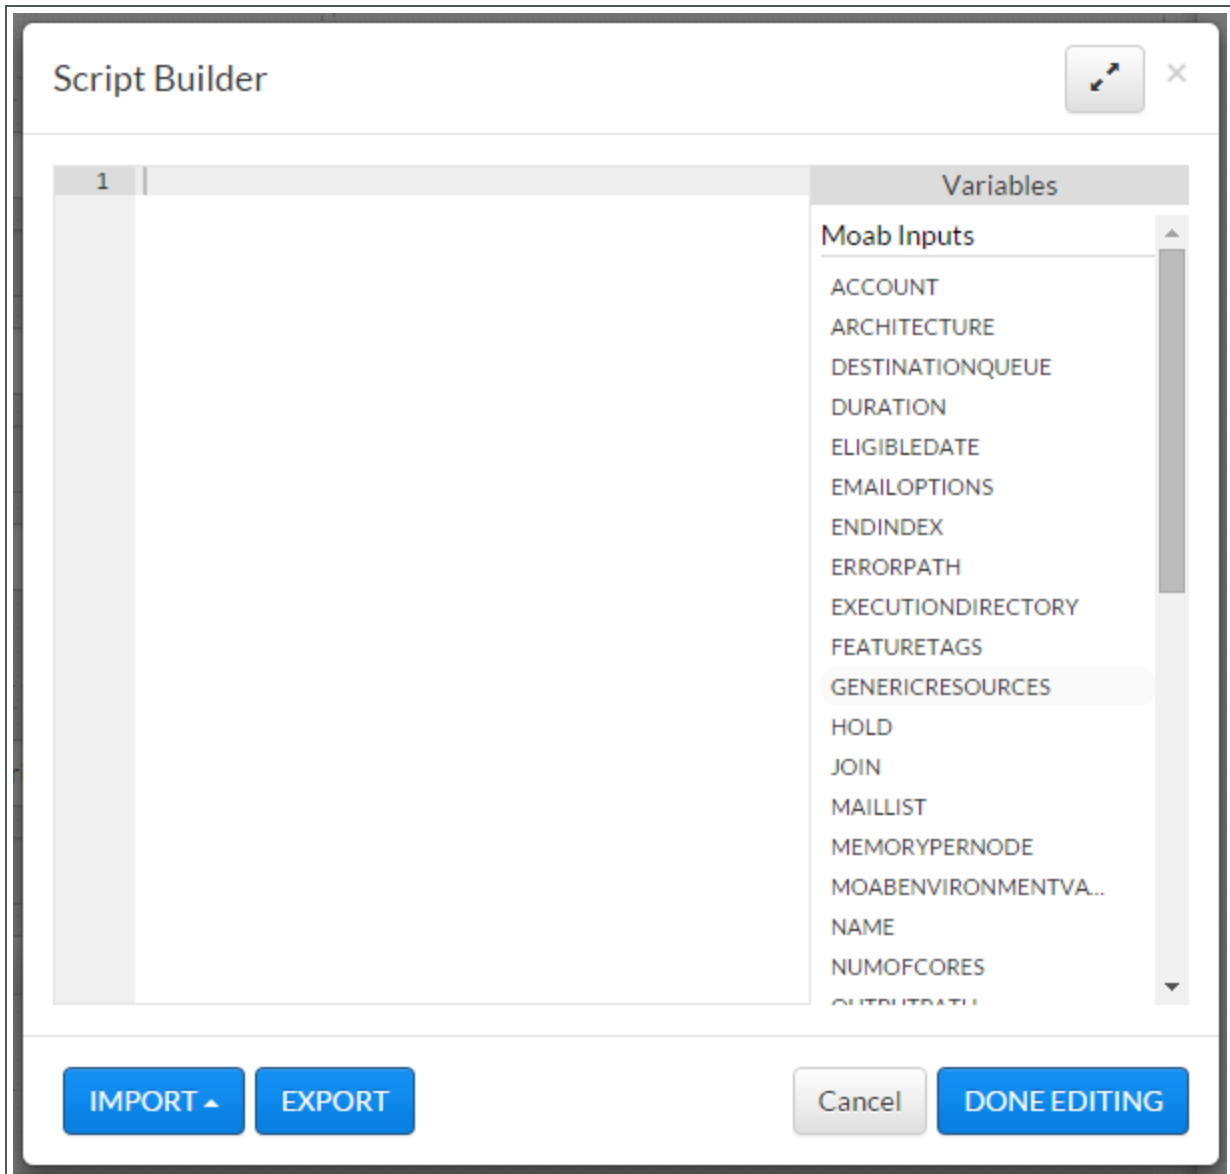 Script Builder
1
Variables
Moab Inputs
ACCOUNT
ARCHITECTURE
DESTINATIONQUEUE
DURATION
ELIGIBLEDATE
EMAILOPTIONS
ENDINDEX
ERRORPATH
EXECUTIONDIRECTORY
FEATURETAGS
GENERICRESOURCES
HOLD
JOIN
MAILLIST
MEMORYPERNODE
MOABENVIRONMENTVA...
NAME
NUMOFCORES
OUTPUTPATH
IMPORT
EXPORT
Cancel
DONE EDITING